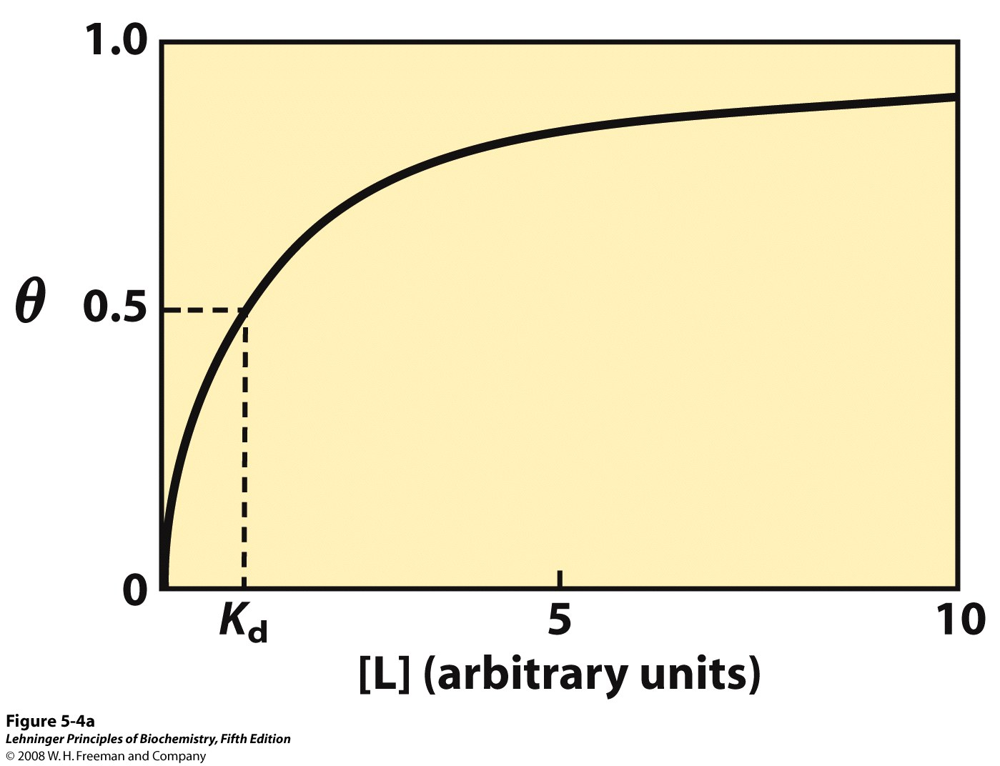 1.0
θ
0.5
0
Kd
5
10
[L] (arbitrary units)
Figure 5-4a
Lehninger Principles of Biochemistry, Fifth Edition
© 2008 W. H. Freeman and Company